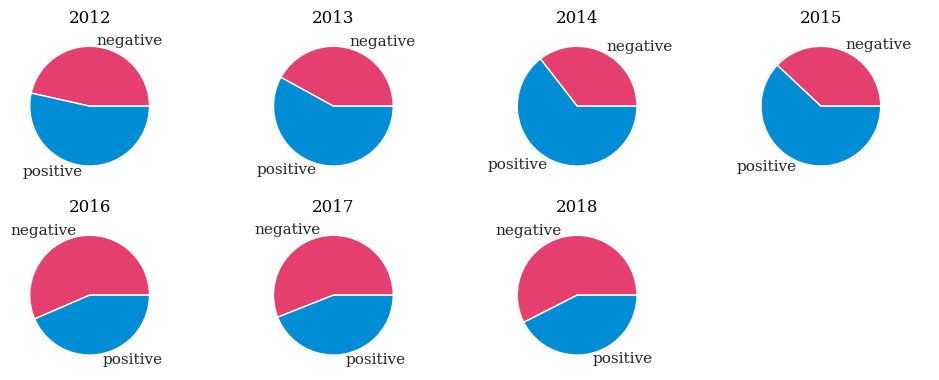 2012
negative
positive
2013
negative
positive
2014
negative
positive
2015
negative
positive
2016
negative
positive
2017
negative
positive
2018
negative
positive